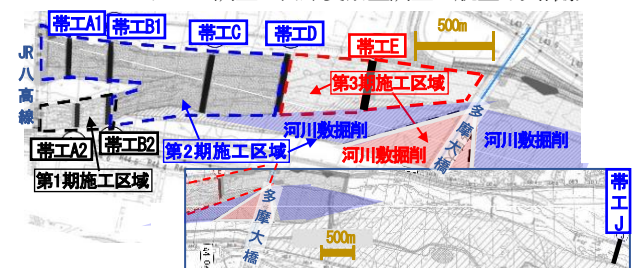 帯工A1
帯工B1
帯工C
帯工D
帯工E
500m
JR八高線
第3期施工区域
多摩大橋
河川敷掘削
河川敷掘削
河川敷掘削
帯工A2
帯工B2
第2期施工区域
第1期施工区域
多摩大橋
500m
帯工J